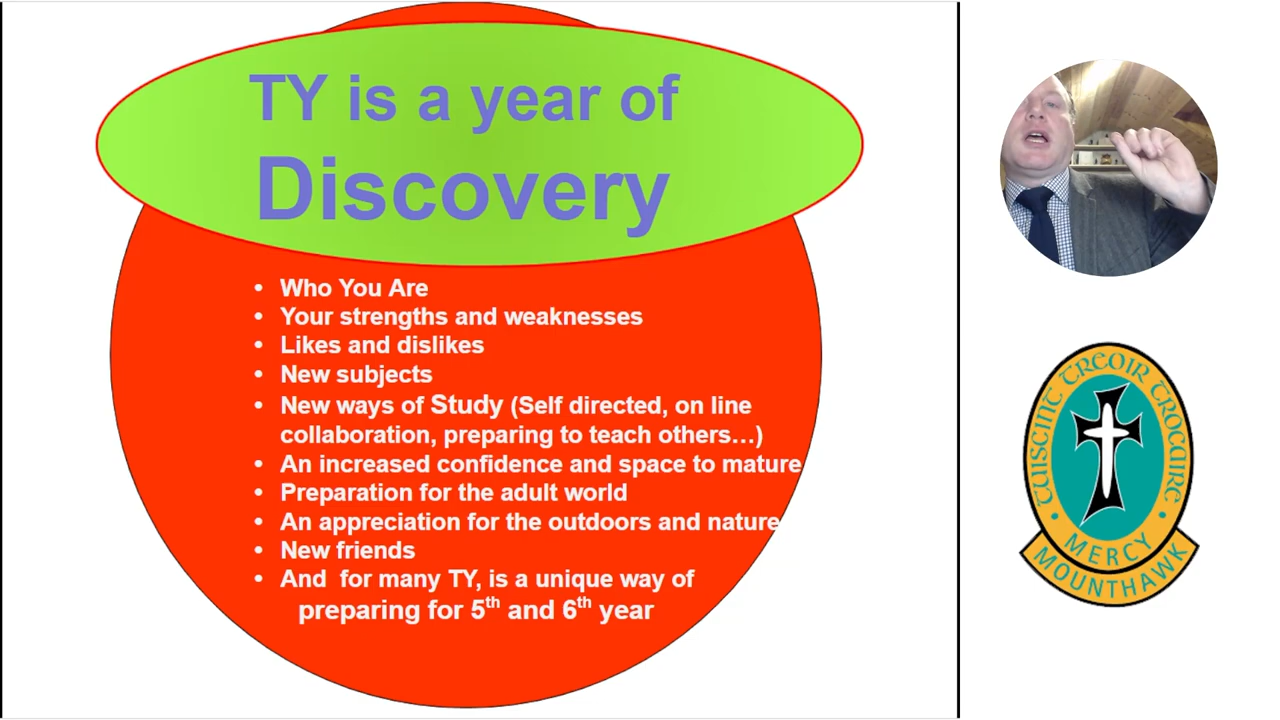 TY is a year of
Discovery
• Who You Are
• Your strengths and weaknesses
• Likes and dislikes
• New subjects
• New ways of Study (Self directed, on line
collaboration, preparing to teach others…)
• An increased confidence and space to mature
• Preparation for the adult world
• An appreciation for the outdoors and nature
• New friends
• And for many TY, is a unique way of
preparing for 5th and 6th year
TUISCINT TREOIR TROCAIRE
MERCY
MOUNTHAWK